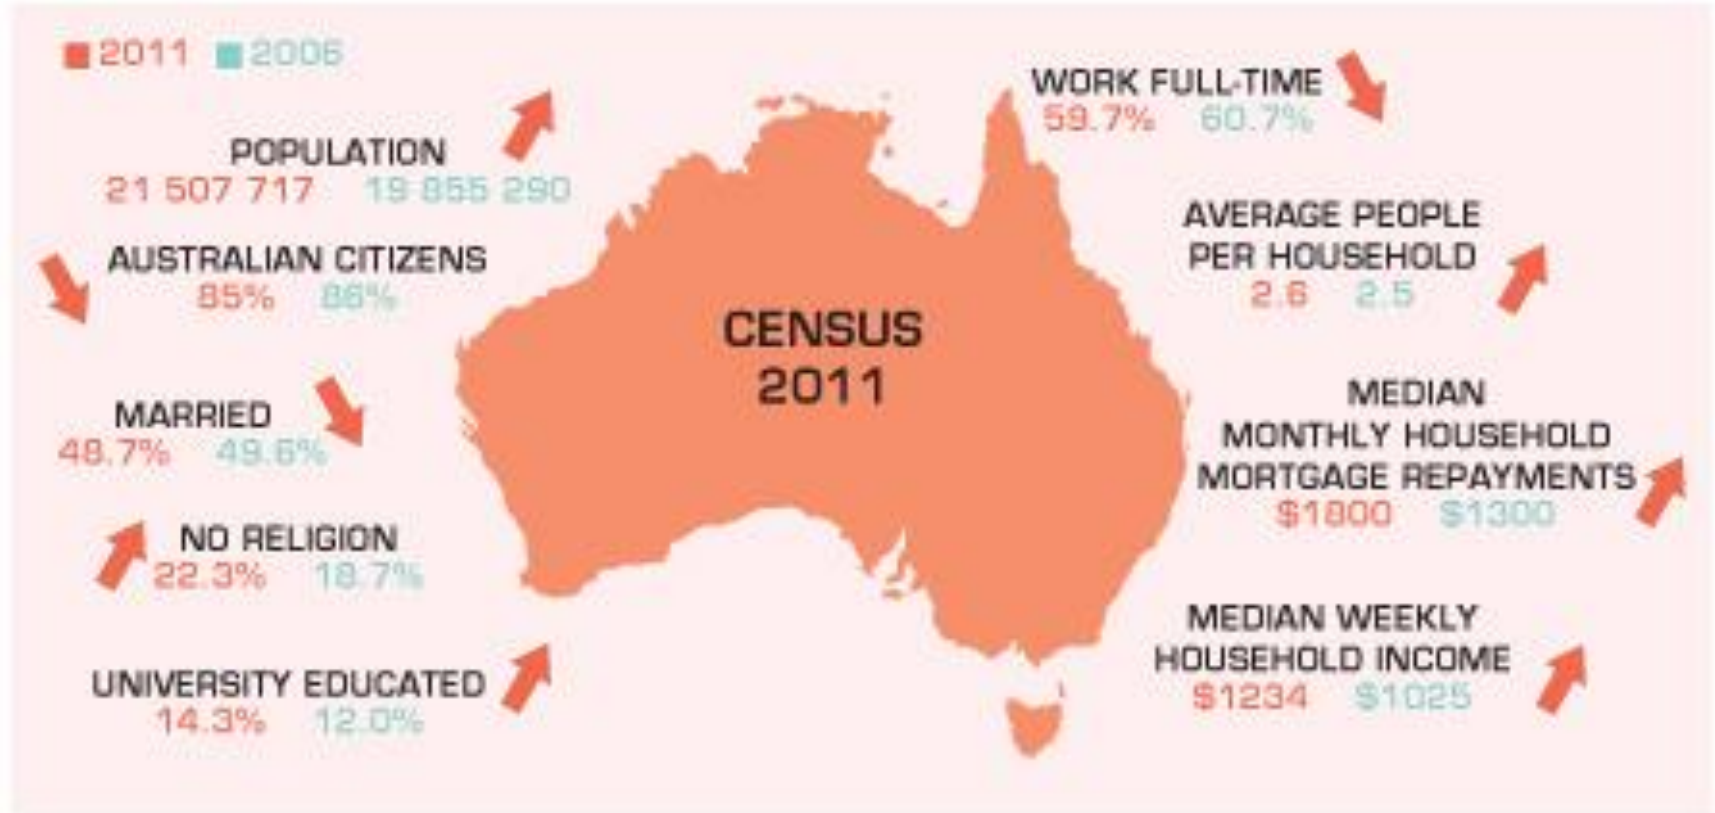 2011 2006
POPULATION
21 507 717 19 855 290
AUSTRALIAN CITIZENS
85% 86%
MARRIED
48.7% 49.6%
NO RELIGION
22.3% 18.7%
UNIVERSITY EDUCATED
14.3% 12.0%
CENSUS
2011
WORK FULL-TIME
59.7% 60.7%
AVERAGE PEOPLE
PER HOUSEHOLD
2.6 2.5
MEDIAN
MONTHLY HOUSEHOLD
MORTGAGE REPAYMENTS
$1800 $1300
MEDIAN WEEKLY
HOUSEHOLD INCOME
$1234 $1025